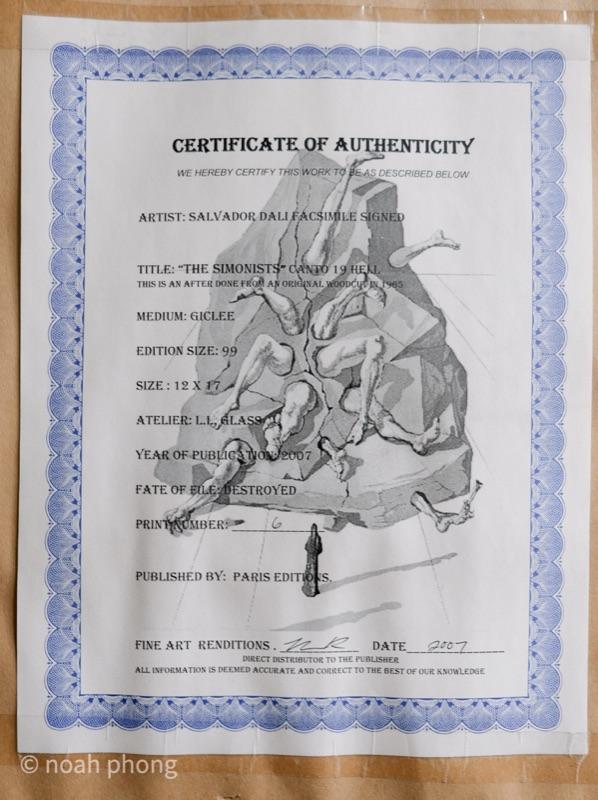 CERTIFICATE OF AUTHENTICITY
WE HEREBY CERTIFY THIS WORK TO BE AS DESCRIBED BELOW
ARTIST: SALVADOR DALI FACSIMILE SIGNED
TITLE: "THE SIMONISTS" CANTO 19 HELL
THIS IS AN AFTER DONE FROM AN ORIGINAL WOODCUT IN 1965
MEDIUM: GICLEE
EDITION SIZE: 99
SIZE : 12 X 17
ATELIER: L.I., GLASS
YEAR OF PUBLICATION: 2007
FATE OF FILE: DESTROYED
PRINT NUMBER: 6
PUBLISHED BY: PARIS EDITIONS.
FINE ART RENDITIONS . DATE 2007
DIRECT DISTRIBUTOR TO THE PUBLISHER
ALL INFORMATION IS DEEMED ACCURATE AND CORRECT TO THE BEST OF OUR KNOWLEDGE
© noah phong